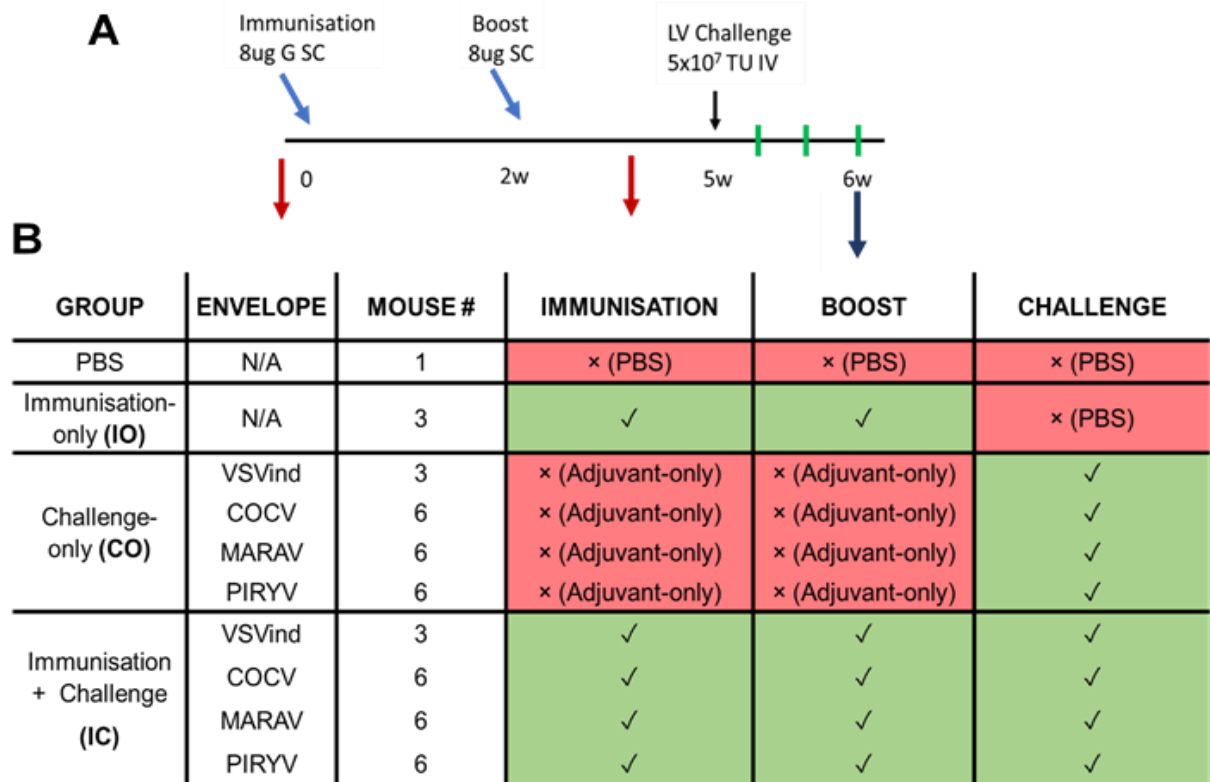 A
Immunisation
8ug G SC
Boost
8ug SC
LV Challenge
5x10⁷ TU IV
0 2w 5w 6w
B
GROUP ENVELOPE MOUSE # IMMUNISATION BOOST CHALLENGE
PBS N/A 1 × (PBS) × (PBS) × (PBS)
Immunisation-
only (IO) N/A 3 ✓ ✓ × (PBS)
Challenge-
only (CO)
VSVind 3 × (Adjuvant-only) × (Adjuvant-only) ✓
COCV 6 × (Adjuvant-only) × (Adjuvant-only) ✓
MARAV 6 × (Adjuvant-only) × (Adjuvant-only) ✓
PIRYV 6 × (Adjuvant-only) × (Adjuvant-only) ✓
Immunisation
+ Challenge
(IC)
VSVind 3 ✓ ✓ ✓
COCV 6 ✓ ✓ ✓
MARAV 6 ✓ ✓ ✓
PIRYV 6 ✓ ✓ ✓